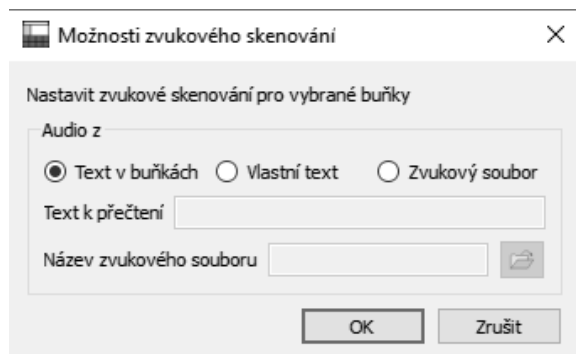 Možnosti zvukového skenování
Nastavit zvukové skenování pro vybrané buňky
Audio z
Text v buňkách Vlastní text Zvukový soubor
Text k přečtení
Název zvukového souboru
OK Zrušit